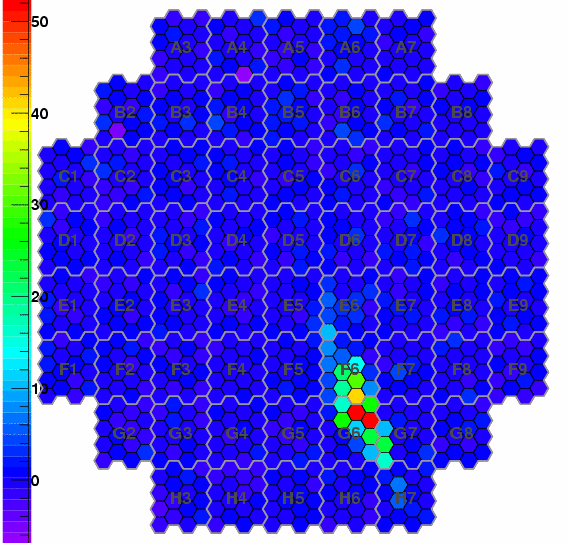 50
40
30
20
10
0
A3 A4 A5 A6 A7
B2 B3 B4 B5 B6 B7 B8
C1 C2 C3 C4 C5 C6 C7 C8 C9
D1 D2 D3 D4 D5 D6 D7 D8 D9
E1 E2 E3 E4 E5 E6 E7 E8 E9
F1 F2 F3 F4 F5 F6 F7 F8 F9
G2 G3 G4 G5 G6 G7 G8
H3 H4 H5 H6 H7